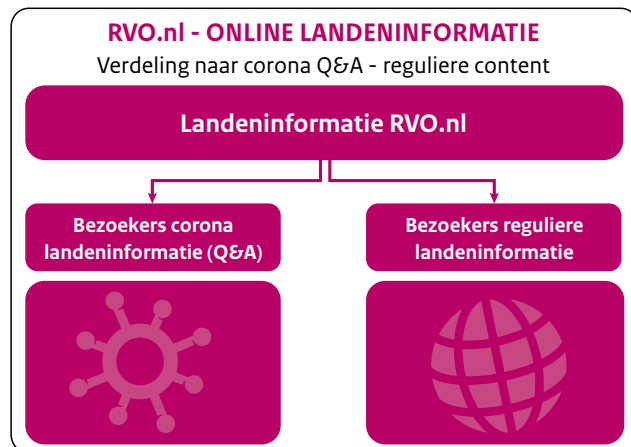 RVO.nl - ONLINE LANDENINFORMATIE
Verdeling naar corona Q&A - reguliere content
Landeninformatie RVO.nl
Bezoekers corona
landeninformatie (Q&A)
Bezoekers reguliere
landeninformatie